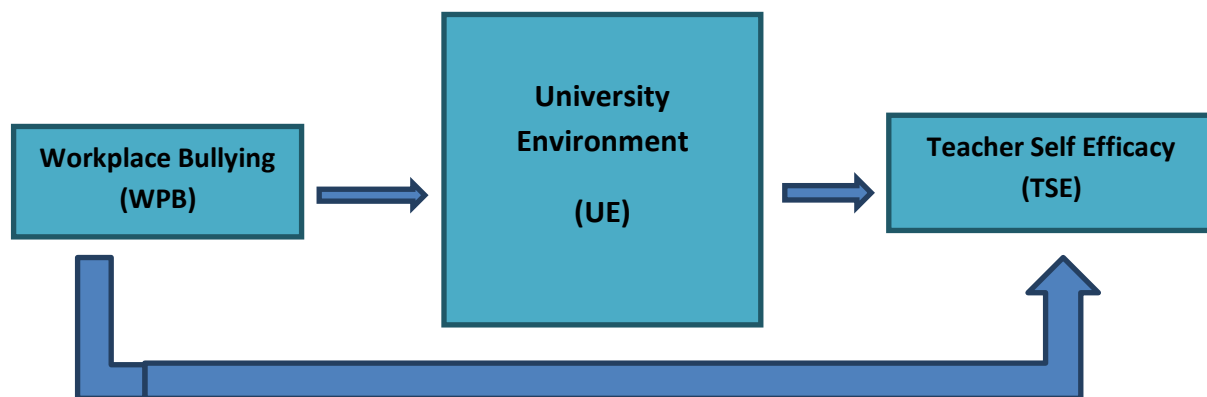 Workplace Bullying
(WPB)
University
Environment
(UE)
Teacher Self Efficacy
(TSE)